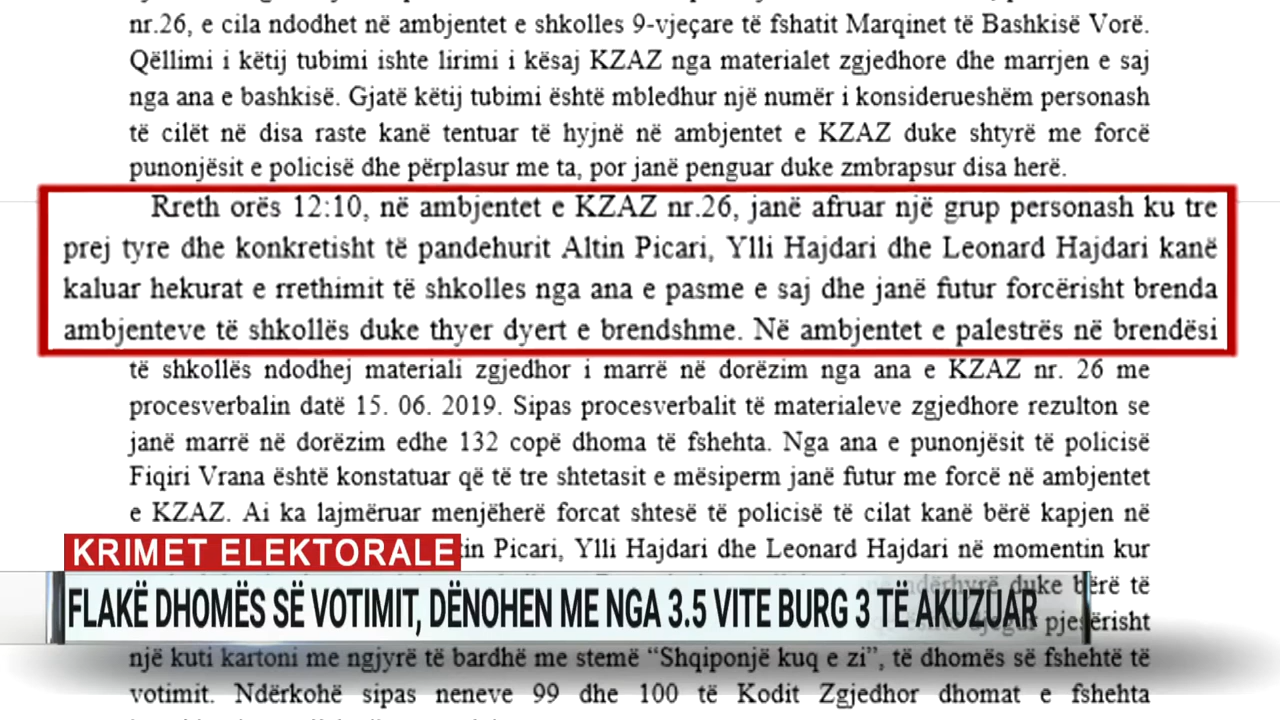 nr.26, e cila ndodhet në ambjentet e shkolles 9-vjeçare të fshatit Marqinet të Bashkisë Vorë.
Qëllimi i këtij tubimi ishte lirimi i kësaj KZAZ nga materialet zgjedhore dhe marrjen e saj
nga ana e bashkisë. Gjatë këtij tubimi është mbledhur një numër i konsiderueshëm personash
të cilët në disa raste kanë tentuar të hyjnë në ambjentet e KZAZ duke shtyrë me forcë
punonjësit e policisë dhe përplasur me ta, por janë penguar duke zmbrapsur disa herë.
Rreth orës 12:10, në ambjentet e KZAZ nr.26, janë afruar një grup personash ku tre
prej tyre dhe konkretisht të pandehurit Altin Picari, Ylli Hajdari dhe Leonard Hajdari kanë
kaluar hekurat e rrethimit të shkolles nga ana e pasme e saj dhe janë futur forcërisht brenda
ambjenteve të shkollës duke thyer dyert e brendshme. Në ambjentet e palestrës në brendësi
të shkollës ndodhej materiali zgjedhor i marrë në dorëzim nga ana e KZAZ nr. 26 me
procesverbalin datë 15. 06. 2019. Sipas procesverbalit të materialeve zgjedhore rezulton se
janë marrë në dorëzim edhe 132 copë dhoma të fshehta. Nga ana e punonjësit të policisë
Fiqiri Vrana është konstatuar që të tre shtetasit e mësiperm janë futur me forcë në ambjentet
e KZAZ. Ai ka lajmëruar menjëherë forcat shtesë të policisë të cilat kanë bërë kapjen në
KRIMET ELEKTORALE
Picari, Ylli Hajdari dhe Leonard Hajdari në momentin kur
duke bërë të
FLAKË DHOMËS SË VOTIMIT, DËNOHEN ME NGA 3.5 VITE BURG 3 TË AKUZUAR
pjesërisht
një kuti kartoni me ngjyrë të bardhë me stemë “Shqiponjë kuq e zi”, të dhomës së fshehtë të
votimit. Ndërkohë sipas neneve 99 dhe 100 të Kodit Zgjedhor dhomat e fshehta